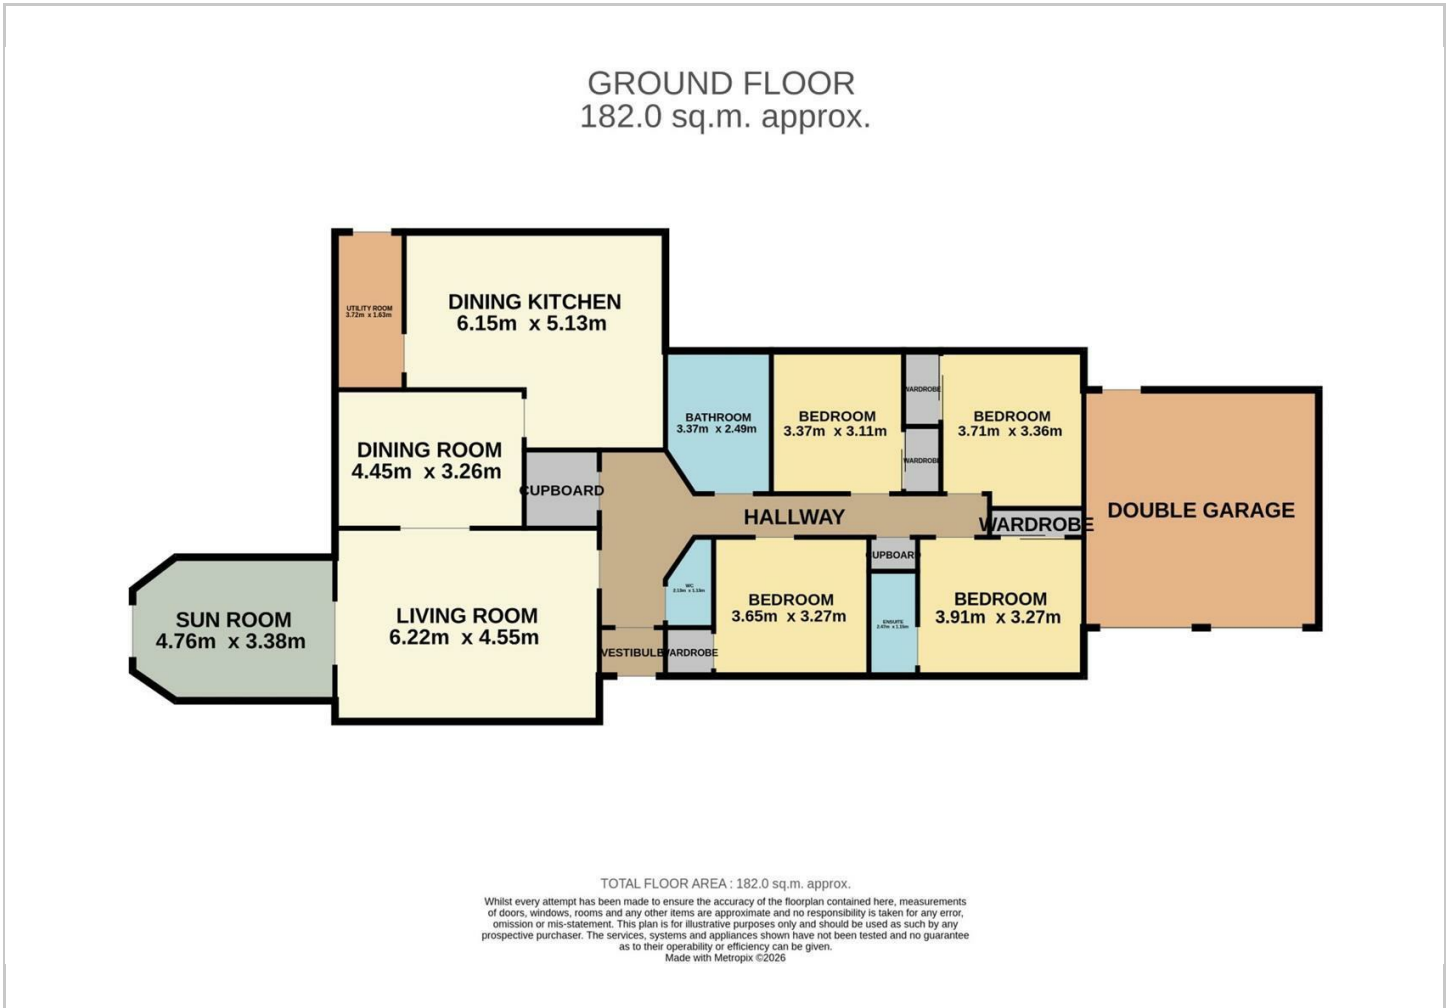 GROUND FLOOR
182.0 sq.m. approx.
UTILITY ROOM
3.72m x 1.63m
DINING KITCHEN
6.15m x 5.13m
DINING ROOM
4.45m x 3.26m
CUPBOARD
BATHROOM
3.37m x 2.49m
BEDROOM
3.37m x 3.11m
WARDROBE
WARDROBE
BEDROOM
3.71m x 3.36m
HALLWAY
WARDROBE
DOUBLE GARAGE
SUN ROOM
4.76m x 3.38m
LIVING ROOM
6.22m x 4.55m
VESTIBULE
WC
WARDROBE
BEDROOM
3.65m x 3.27m
CUPBOARD
ENSUITE
BEDROOM
3.91m x 3.27m
TOTAL FLOOR AREA : 182.0 sq.m. approx.
Whilst every attempt has been made to ensure the accuracy of the floorplan contained here, measurements
of doors, windows, rooms and any other items are approximate and no responsibility is taken for any error,
omission or mis-statement. This plan is for illustrative purposes only and should be used as such by any
prospective purchaser. The services, systems and appliances shown have not been tested and no guarantee
as to their operability or efficiency can be given.
Made with Metropix ©2026